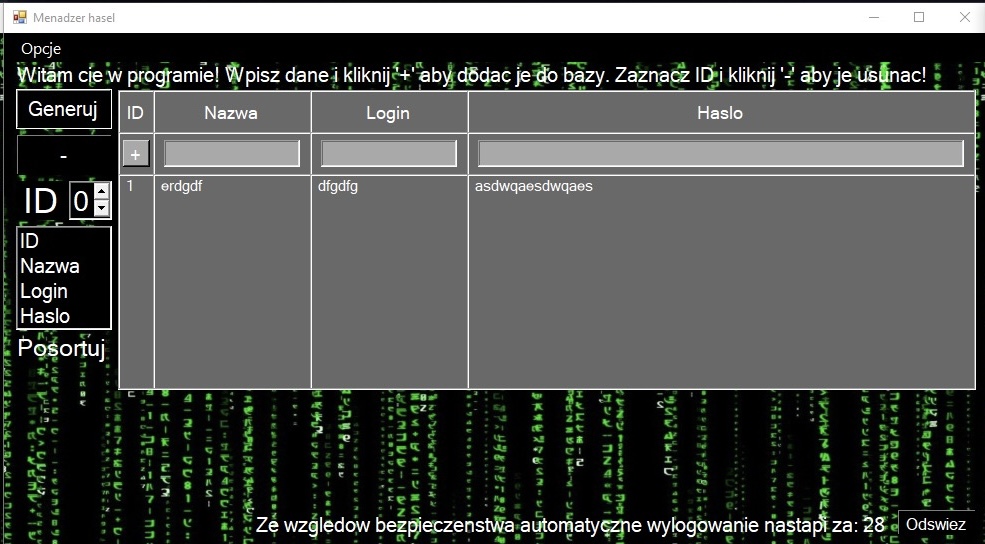 Menadzer hasel
Opcje
Witam cie w programie! Wpisz dane i kliknij '+' aby dodac je do bazy. Zaznacz ID i kliknij '-' aby je usunac!
Generuj
ID Nazwa Login Haslo
-
+
ID 0
1 erdgdf dfgdfg asdwqaesdwqaes
ID
Nazwa
Login
Haslo
Posortuj
Ze wzgledow bezpieczenstwa automatyczne wylogowanie nastapi za: 28 Odswiez